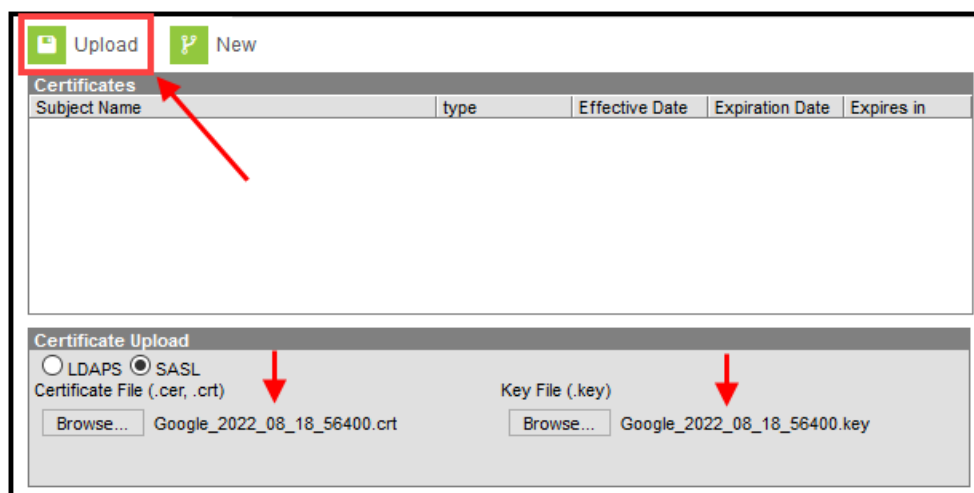 Upload New
Certificates
Subject Name type Effective Date Expiration Date Expires in
Certificate Upload
LDAPS SASL
Certificate File (.cer, .crt) Key File (.key)
Browse... Google_2022_08_18_56400.crt Browse... Google_2022_08_18_56400.key